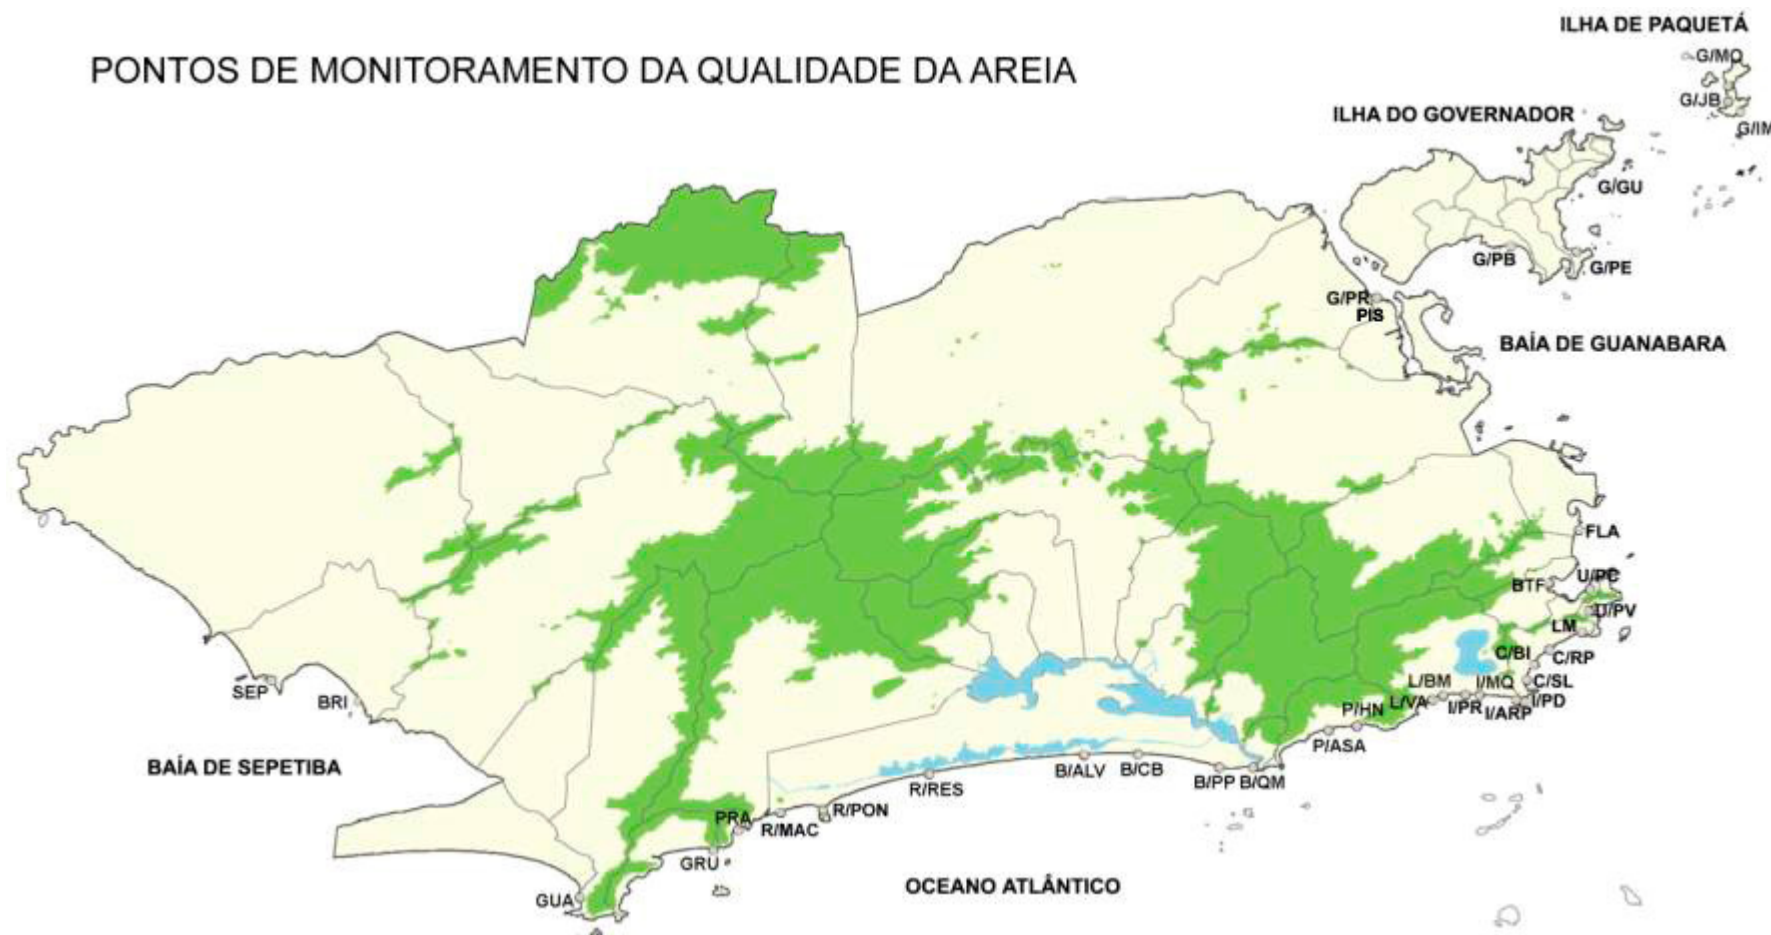 ILHA DE PAQUETÁ
PONTOS DE MONITORAMENTO DA QUALIDADE DA AREIA
G/MO
G/JB
ILHA DO GOVERNADOR
G/IM
G/GU
G/PB
G/PE
G/PR
PIS
BAÍA DE GUANABARA
FLA
BTF
U/PC
U/PV
LM
C/BI
C/RP
SEP
BRI
L/BM
I/MQ
C/SL
L/VA
I/PR
I/ARP
I/PD
P/HN
P/ASA
BAÍA DE SEPETIBA
B/ALV
B/CB
B/PP
B/QM
R/RES
R/PON
PRA
R/MAC
GRU
OCEANO ATLÂNTICO
GUA